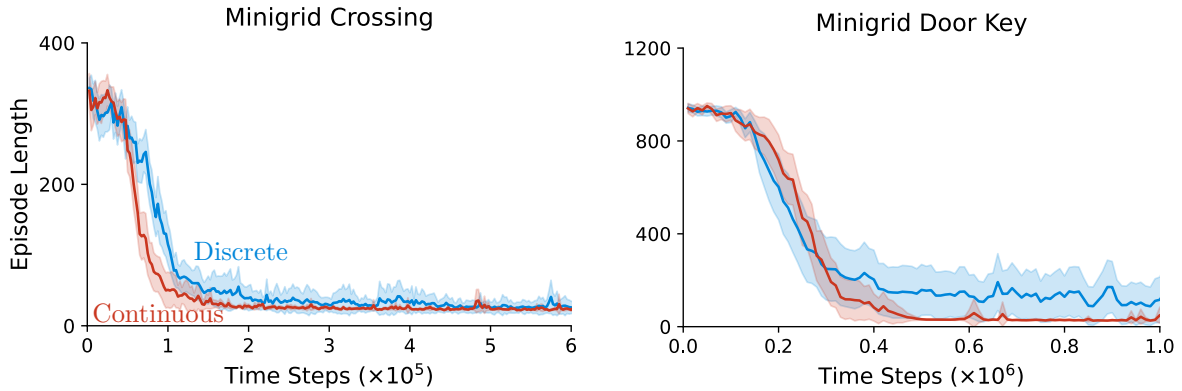 Minigrid Crossing
400
200
0
Episode Length
Discrete
Continuous
0 1 2 3 4 5 6
Time Steps (×10⁵)
Minigrid Door Key
1200
800
400
0
0.0 0.2 0.4 0.6 0.8 1.0
Time Steps (×10⁶)